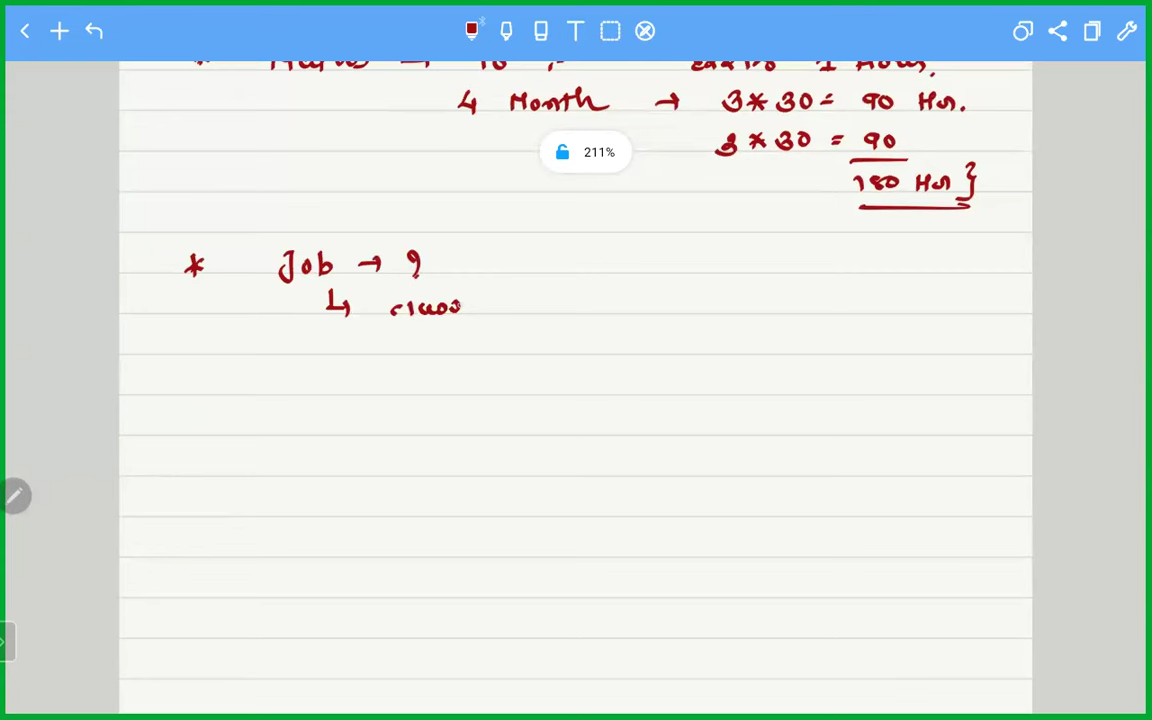 4 Month → 3*30 = 90 Hrs.
211%
3*30 = 90
180 Hrs }
* Job → ?
↳ class